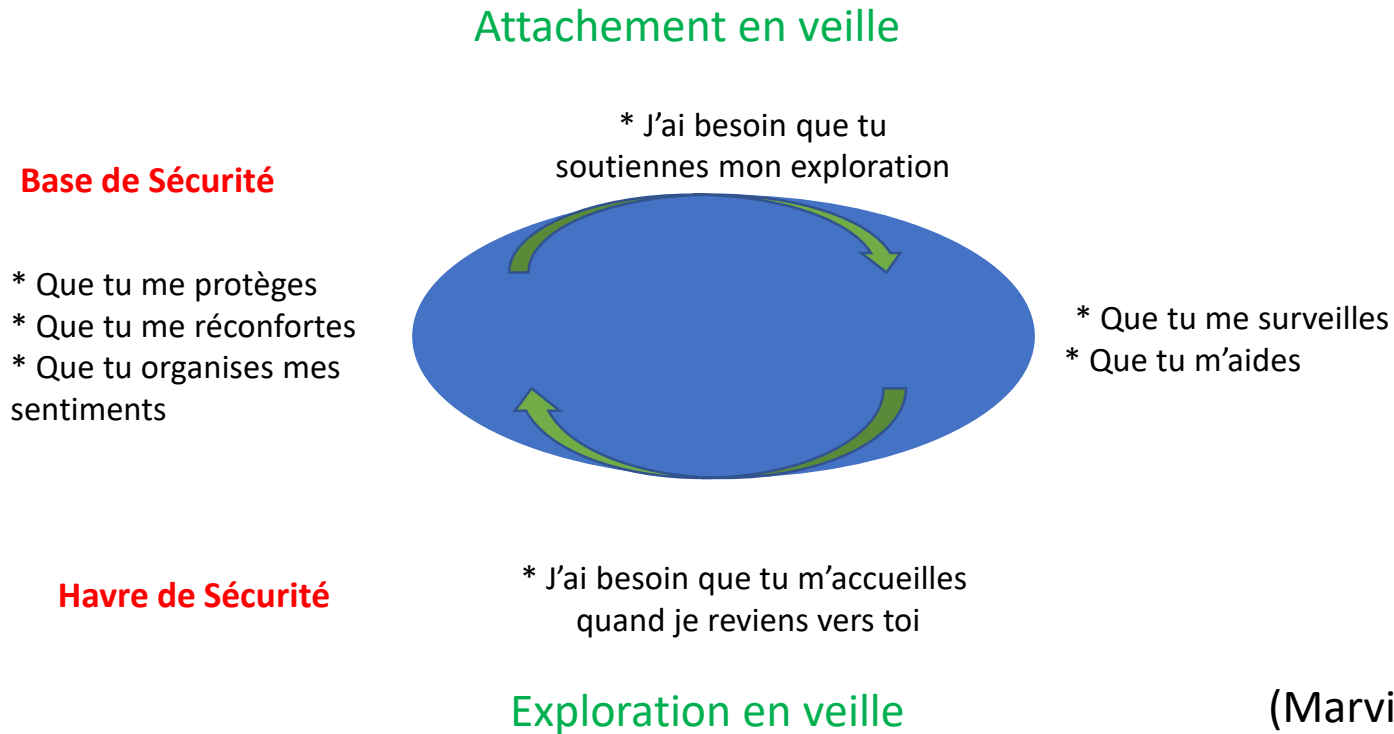 Attachement en veille
* J’ai besoin que tu
soutiennes mon exploration
Base de Sécurité
* Que tu me protèges
* Que tu me réconfortes
* Que tu organises mes
sentiments
* Que tu me surveilles
* Que tu m’aides
Havre de Sécurité
* J’ai besoin que tu m’accueilles
quand je reviens vers toi
Exploration en veille
(Marvi